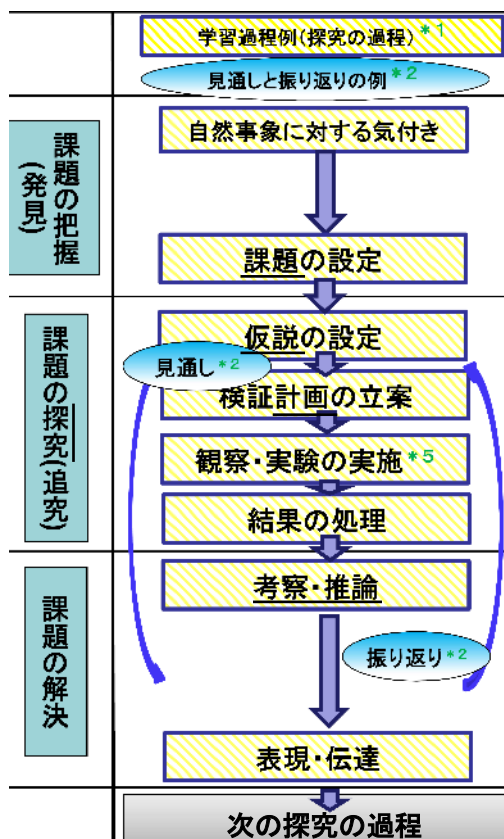 学習過程例(探究の過程)*1
見通しと振り返りの例*2
課題の把握
(発見)
自然事象に対する気付き
課題の設定
課題の探究(追究)
仮説の設定
見通し*2
検証計画の立案
観察・実験の実施*5
結果の処理
課題の解決
考察・推論
振り返り*2
表現・伝達
次の探究の過程